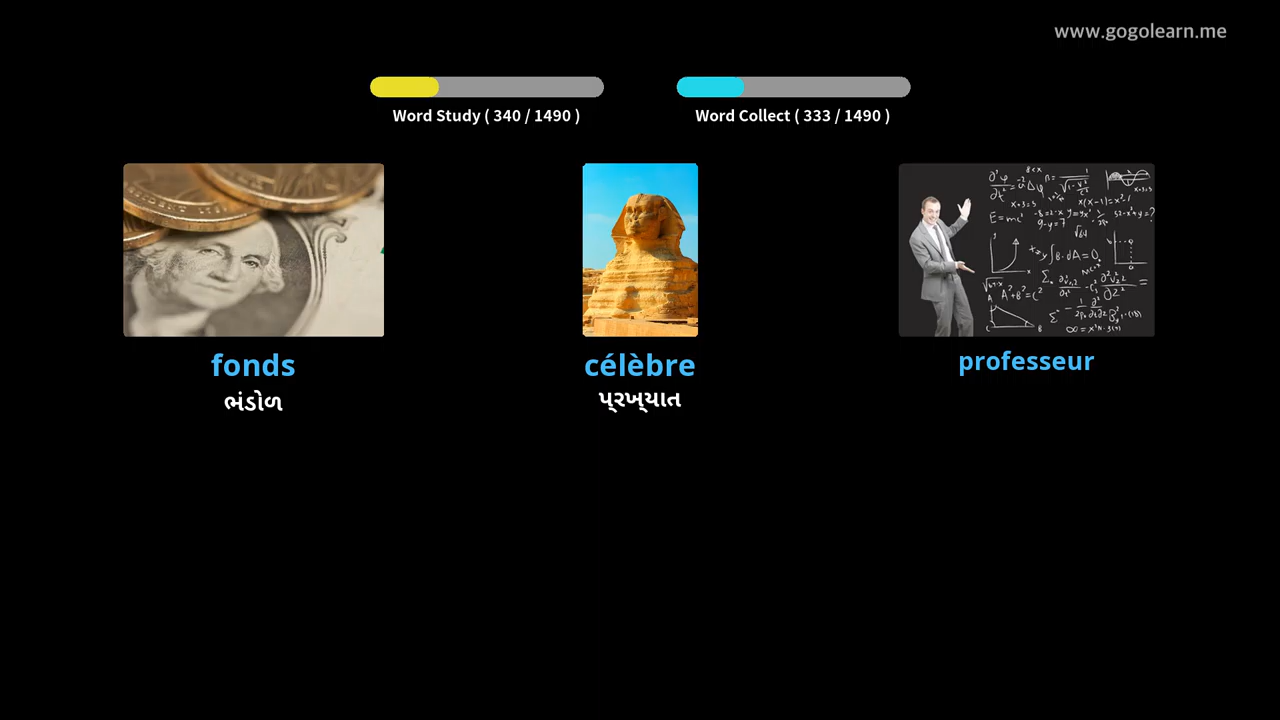 www.gogolearn.me
Word Study ( 340 / 1490 )
Word Collect ( 333 / 1490 )
fonds
célèbre
professeur
ભંડોળ
પ્રખ્યાત